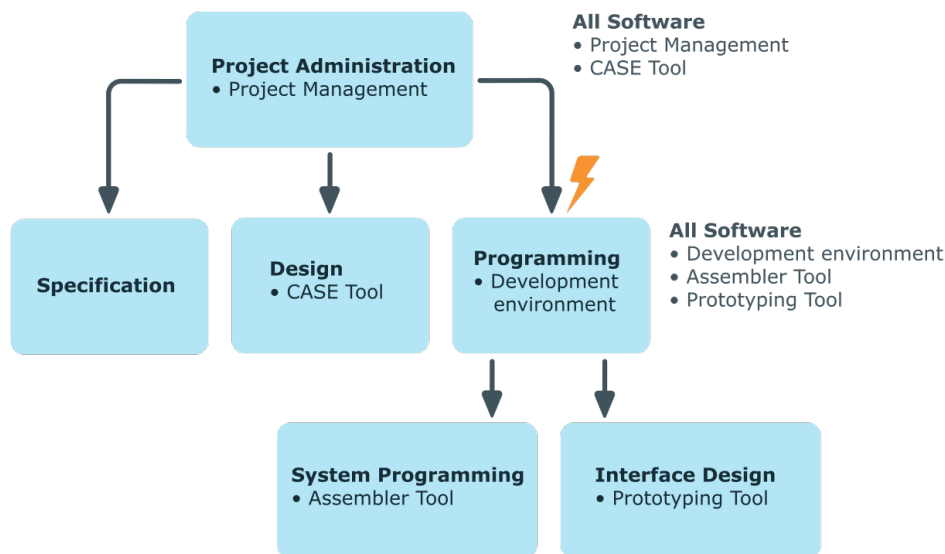 All Software
• Project Management
• CASE Tool
Project Administration
• Project Management
Specification
Design
• CASE Tool
Programming
• Development
environment
All Software
• Development environment
• Assembler Tool
• Prototyping Tool
System Programming
• Assembler Tool
Interface Design
• Prototyping Tool